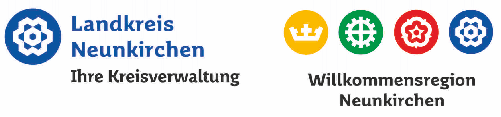 Landkreis
Neunkirchen
Ihre Kreisverwaltung
Willkommensregion
Neunkirchen